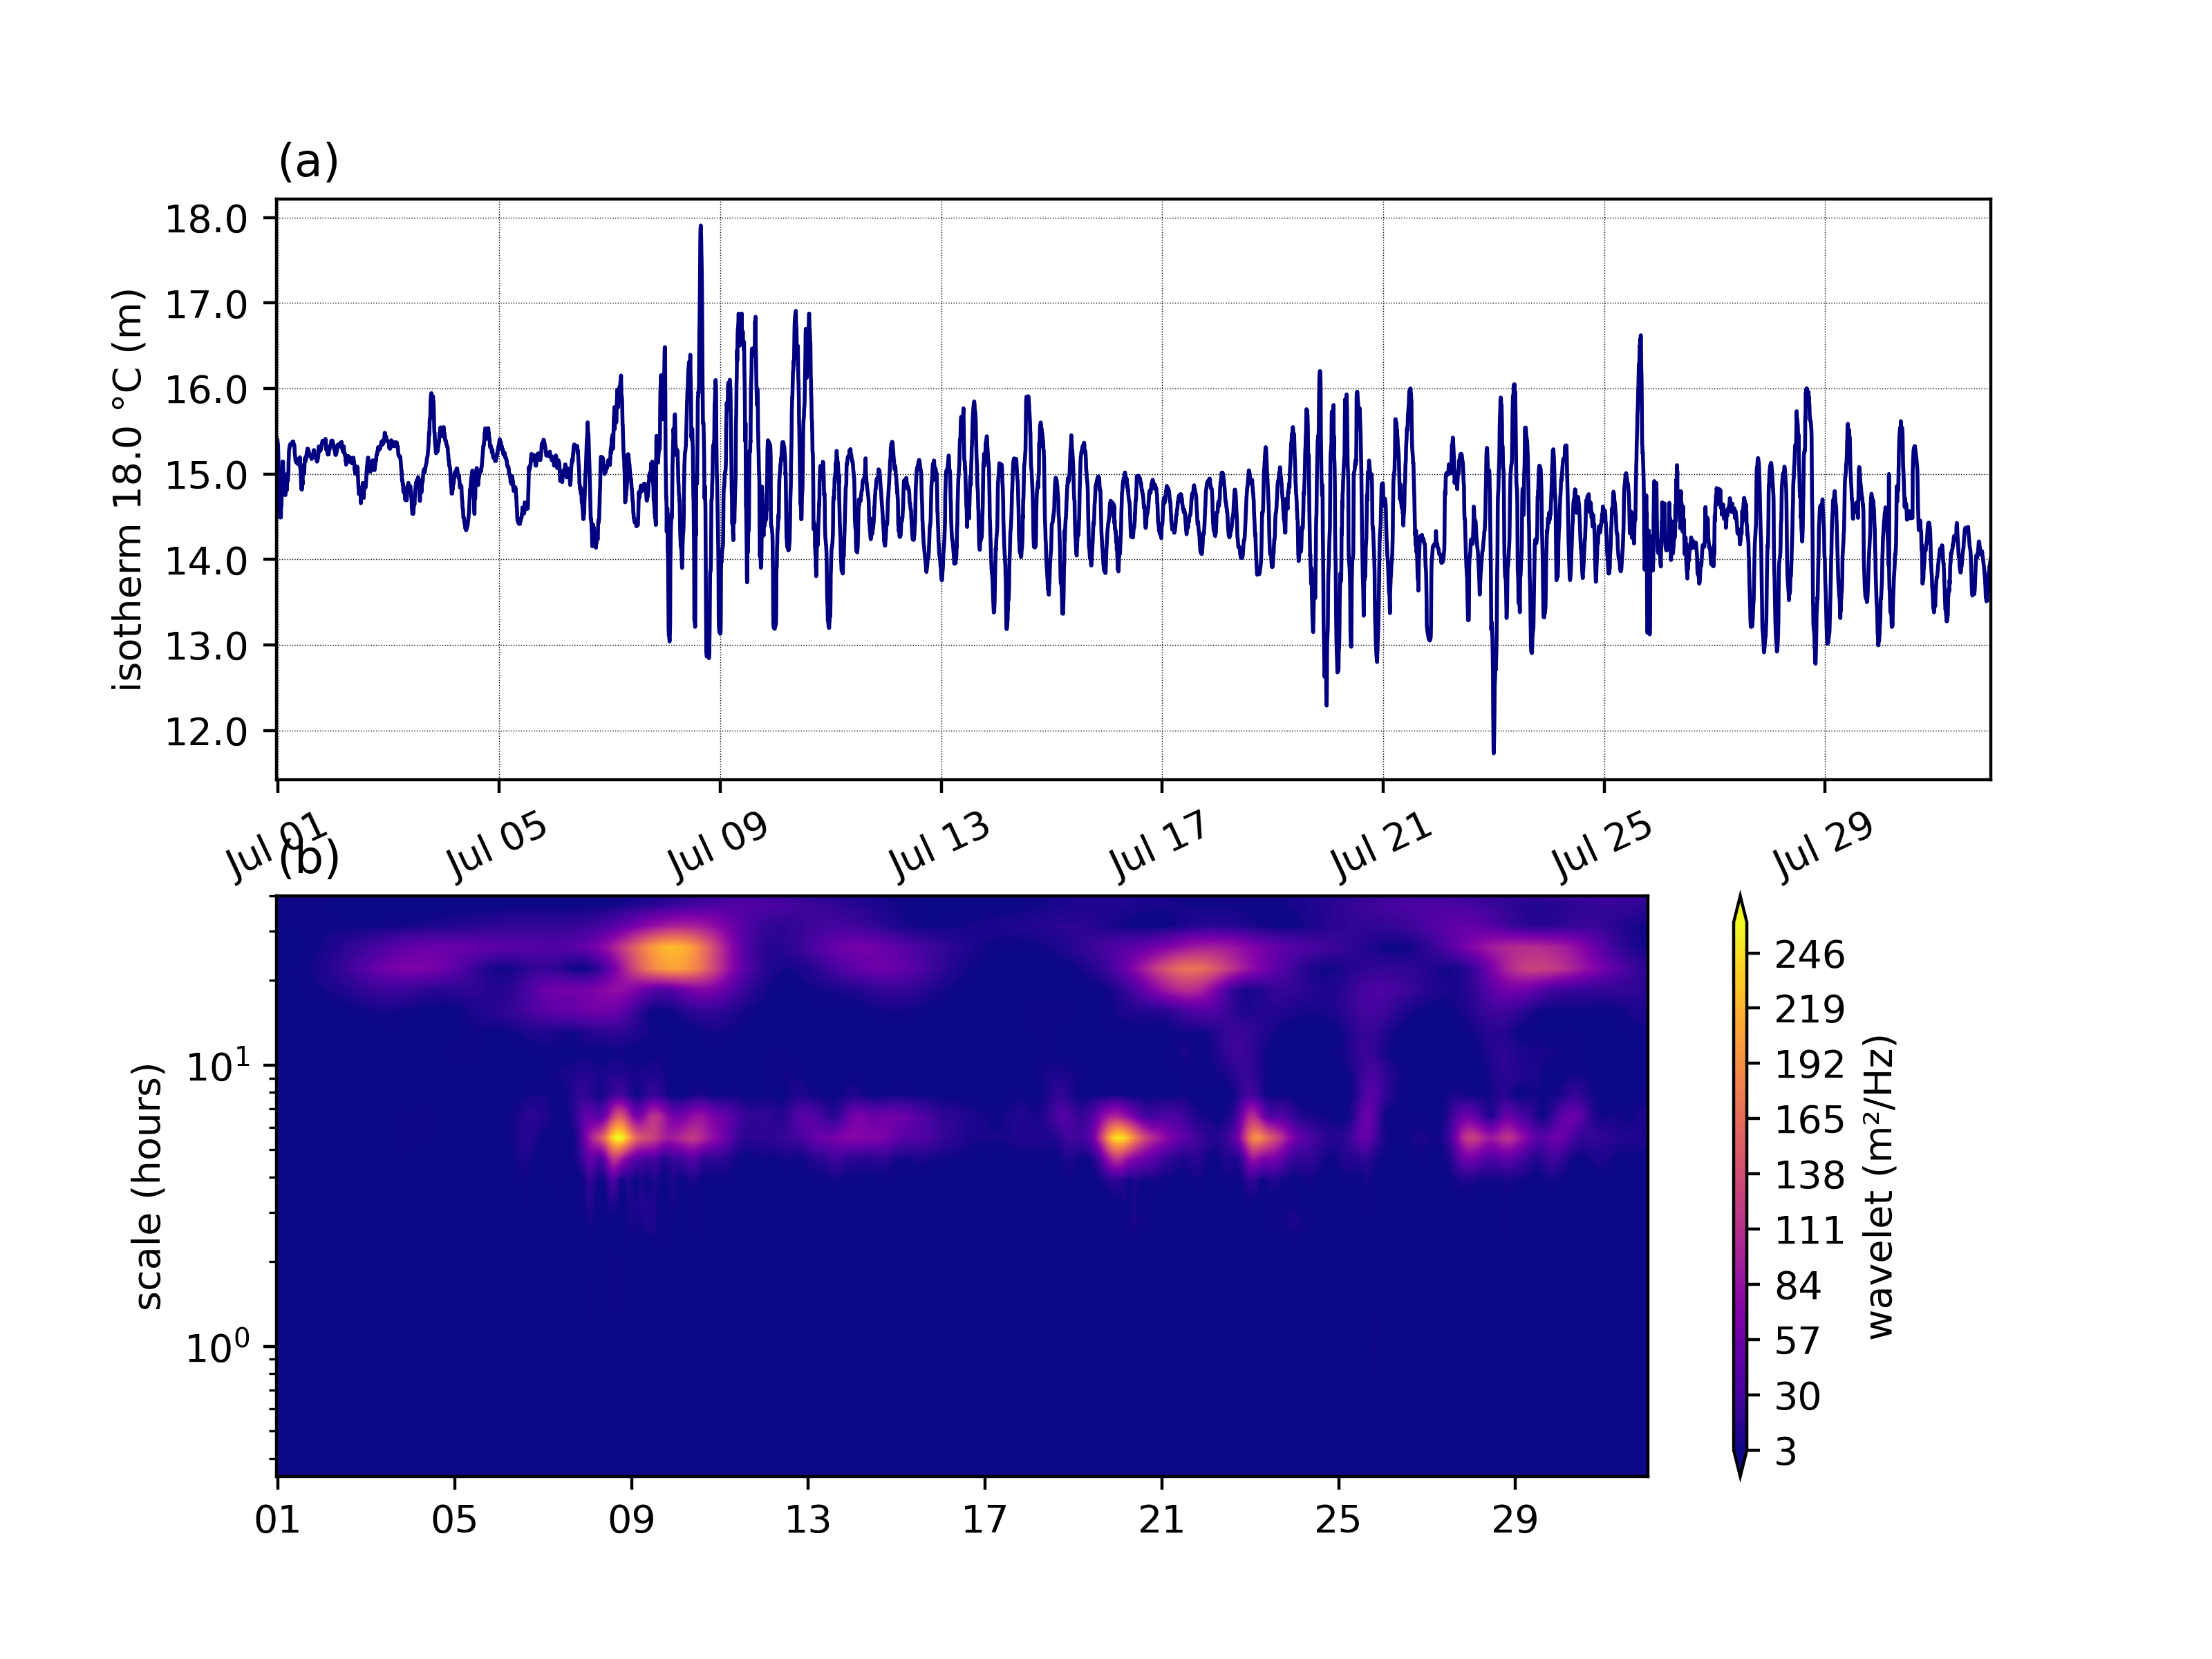 (a)
isotherm 18.0 °C (m)
18.0
17.0
16.0
15.0
14.0
13.0
12.0
Jul 01
Jul 05
Jul 09
Jul 13
Jul 17
Jul 21
Jul 25
Jul 29
(b)
scale (hours)
10¹
10⁰
01
05
09
13
17
21
25
29
246
219
192
165
138
111
84
57
30
3
wavelet (m²/Hz)